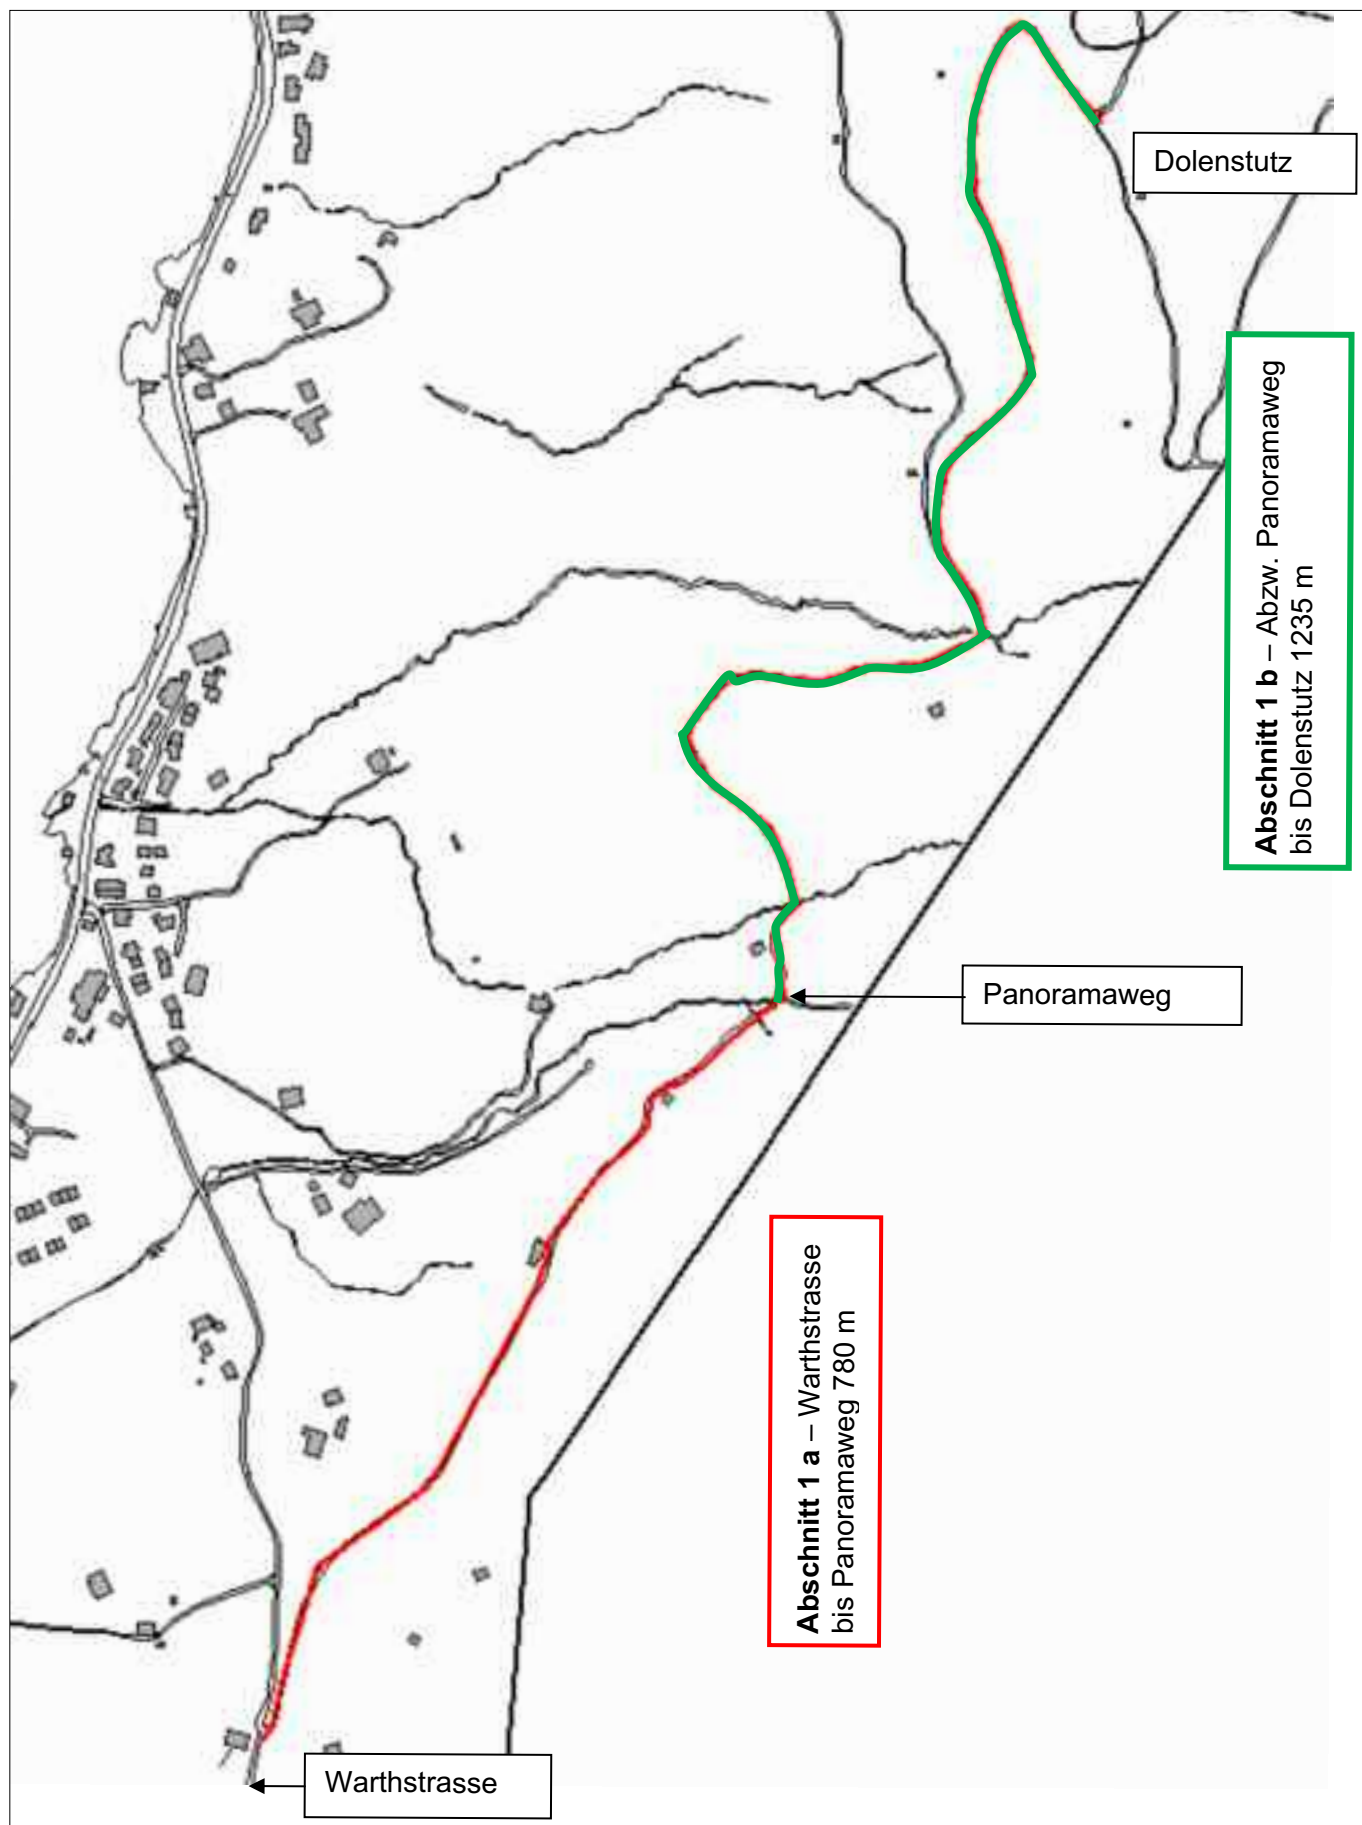 Dolenstutz
Abschnitt 1 b – Abzw. Panoramaweg
bis Dolenstutz 1235 m
Panoramaweg
Abschnitt 1 a – Warthstrasse
bis Panoramaweg 780 m
Warthstrasse